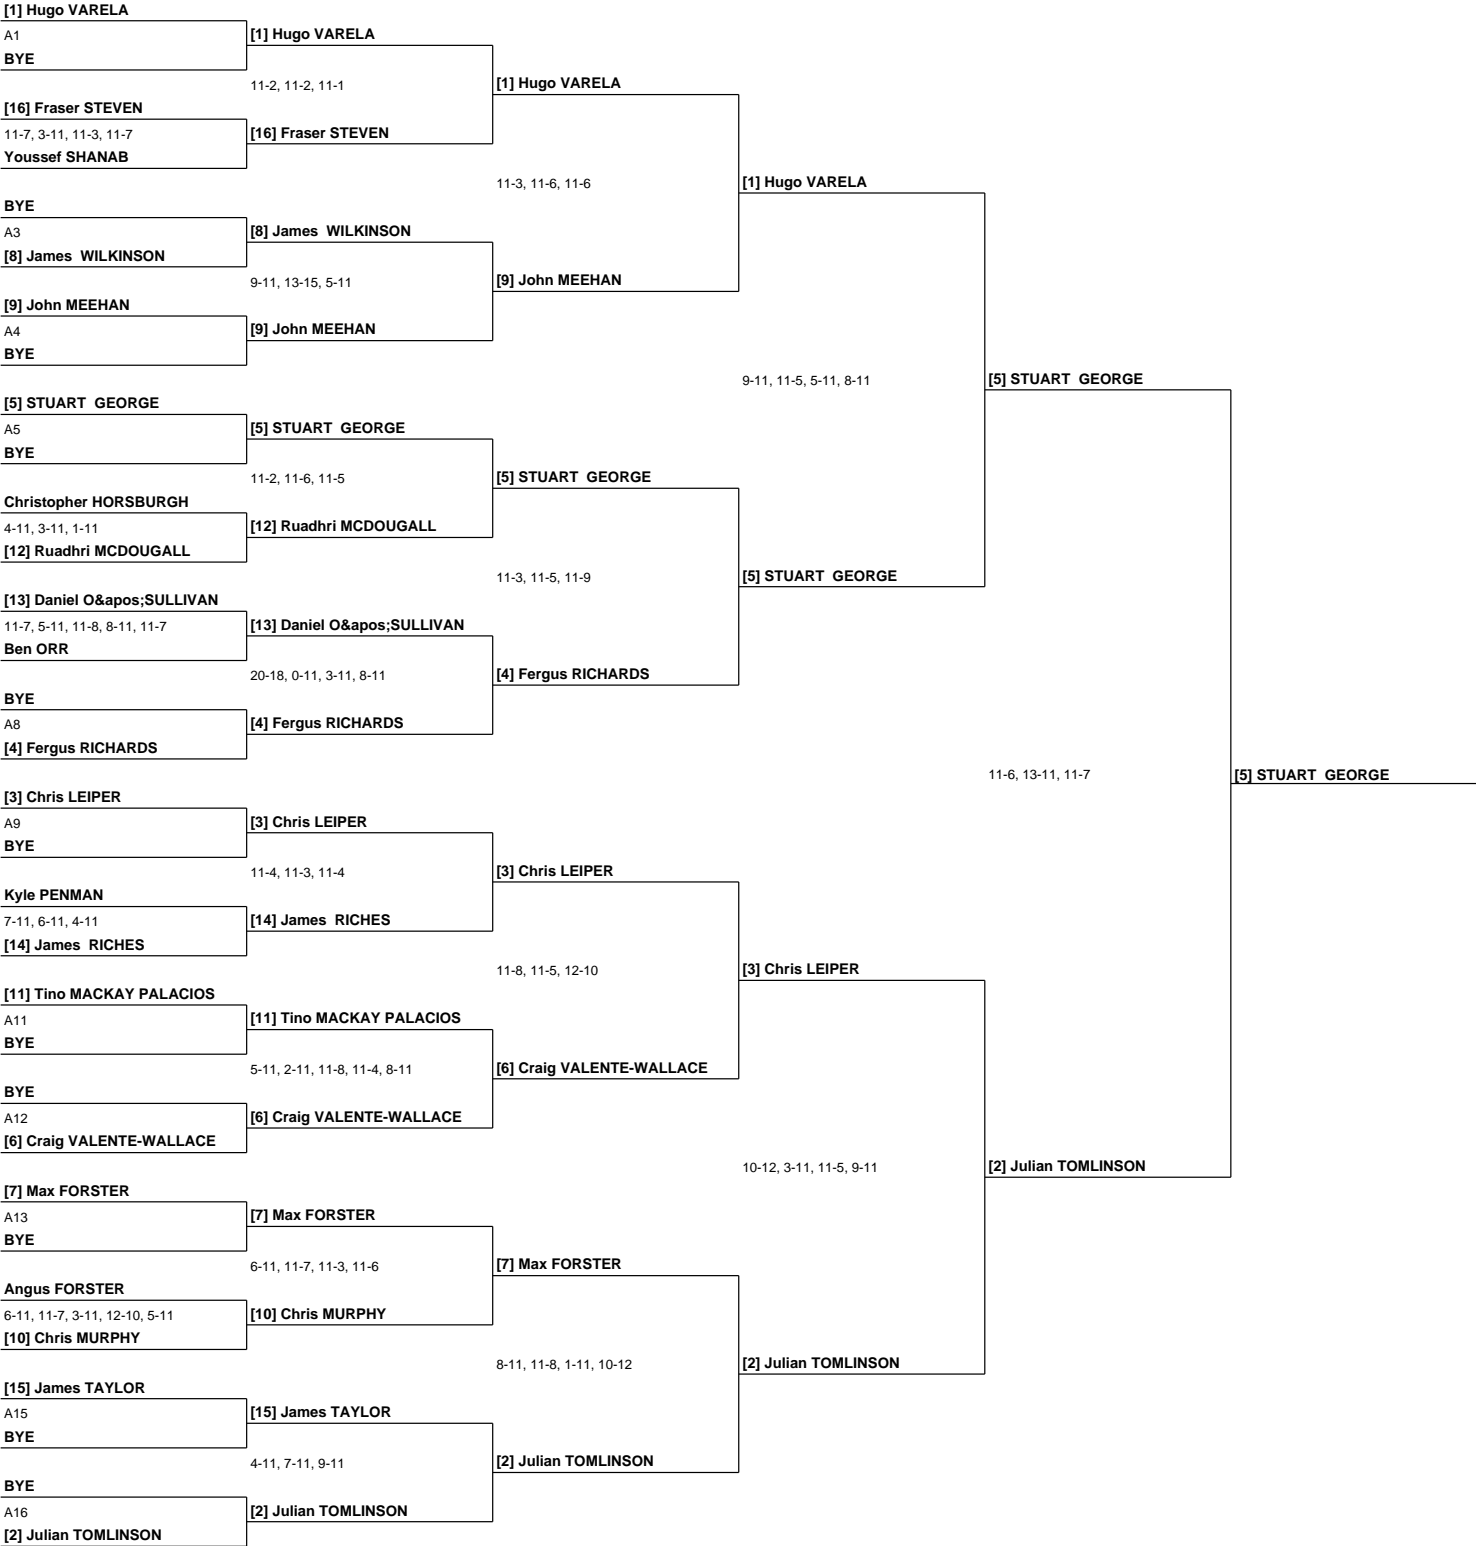 [1] Hugo VARELA
A1
BYE
[16] Fraser STEVEN
11-7, 3-11, 11-3, 11-7
Youssef SHANAB
BYE
A3
[8] James  WILKINSON
[9] John MEEHAN
A4
BYE
[5] STUART  GEORGE
A5
BYE
Christopher HORSBURGH
4-11, 3-11, 1-11
[12] Ruadhri MCDOUGALL
[13] Daniel O&apos;SULLIVAN
11-7, 5-11, 11-8, 8-11, 11-7
Ben ORR
BYE
A8
[4] Fergus RICHARDS
[3] Chris LEIPER
A9
BYE
Kyle PENMAN
7-11, 6-11, 4-11
[14] James  RICHES
[11] Tino MACKAY PALACIOS
A11
BYE
BYE
A12
[6] Craig VALENTE-WALLACE
[7] Max FORSTER
A13
BYE
Angus FORSTER
6-11, 11-7, 3-11, 12-10, 5-11
[10] Chris MURPHY
[15] James TAYLOR
A15
BYE
BYE
A16
[2] Julian TOMLINSON
[1] Hugo VARELA
11-2, 11-2, 11-1
[16] Fraser STEVEN
[8] James  WILKINSON
9-11, 13-15, 5-11
[9] John MEEHAN
[5] STUART  GEORGE
11-2, 11-6, 11-5
[12] Ruadhri MCDOUGALL
[13] Daniel O&apos;SULLIVAN
20-18, 0-11, 3-11, 8-11
[4] Fergus RICHARDS
[3] Chris LEIPER
11-4, 11-3, 11-4
[14] James  RICHES
[11] Tino MACKAY PALACIOS
5-11, 2-11, 11-8, 11-4, 8-11
[6] Craig VALENTE-WALLACE
[7] Max FORSTER
6-11, 11-7, 11-3, 11-6
[10] Chris MURPHY
[15] James TAYLOR
4-11, 7-11, 9-11
[2] Julian TOMLINSON
[1] Hugo VARELA
11-3, 11-6, 11-6
[9] John MEEHAN
[5] STUART  GEORGE
11-3, 11-5, 11-9
[4] Fergus RICHARDS
[3] Chris LEIPER
11-8, 11-5, 12-10
[6] Craig VALENTE-WALLACE
[7] Max FORSTER
8-11, 11-8, 1-11, 10-12
[2] Julian TOMLINSON
[1] Hugo VARELA
9-11, 11-5, 5-11, 8-11
[5] STUART  GEORGE
[3] Chris LEIPER
10-12, 3-11, 11-5, 9-11
[2] Julian TOMLINSON
[5] STUART  GEORGE
11-6, 13-11, 11-7
[2] Julian TOMLINSON
[5] STUART  GEORGE